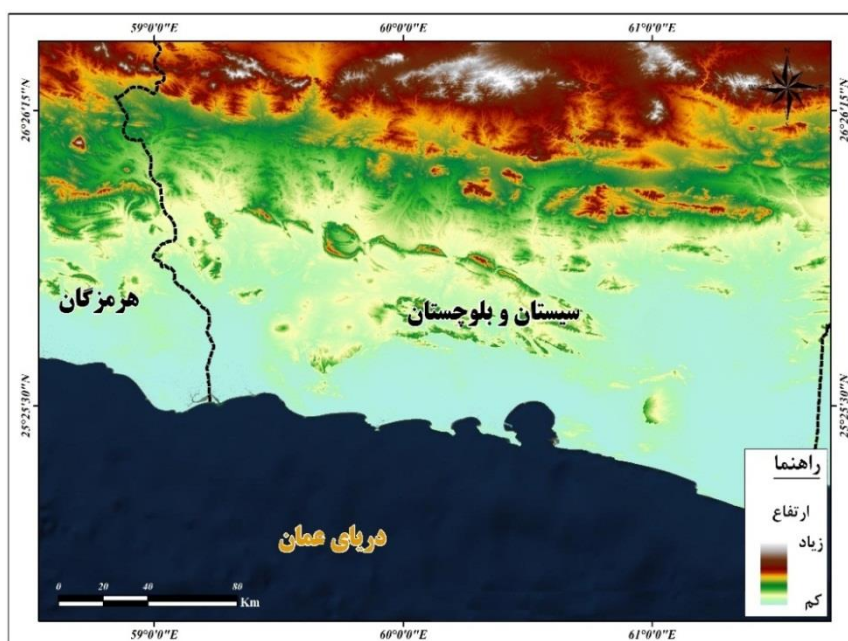 59°0'0"E
60°0'0"E
61°0'0"E
26°26'15"N
26°26'15"N
N
هرمزگان
سیستان و بلوچستان
25°25'30"N
25°25'30"N
دریای عمان
راهنما
ارتفاع
زیاد
کم
0 20 40 80
Km
59°0'0"E
60°0'0"E
61°0'0"E